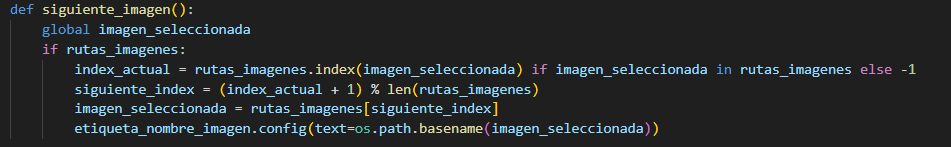 def siguiente_imagen():
    global imagen_seleccionada
    if rutas_imagenes:
        index_actual = rutas_imagenes.index(imagen_seleccionada) if imagen_seleccionada in rutas_imagenes else -1
        siguiente_index = (index_actual + 1) % len(rutas_imagenes)
        imagen_seleccionada = rutas_imagenes[siguiente_index]
        etiqueta_nombre_imagen.config(text=os.path.basename(imagen_seleccionada))